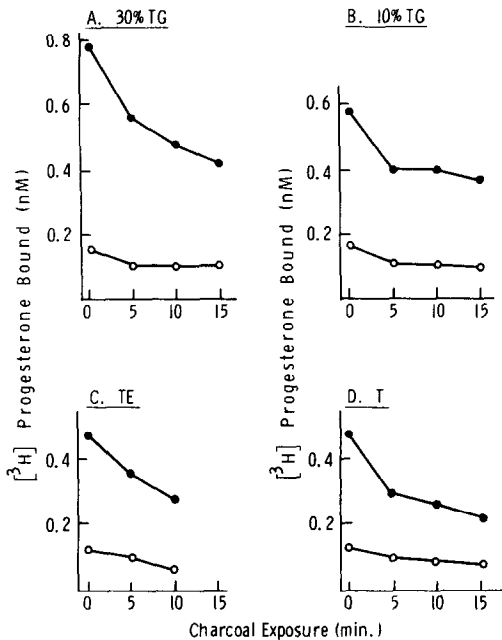 A. 30% TG
B. 10% TG
0.8
0.6
0.4
0.2
0 5 10 15
0.6
0.4
0.2
0 5 10 15
[³H] Progesterone Bound (nM)
[³H] Progesterone Bound (nM)
C. TE
D. T
0.4
0.2
0 5 10 15
0.4
0.2
0 5 10 15
Charcoal Exposure (min.)